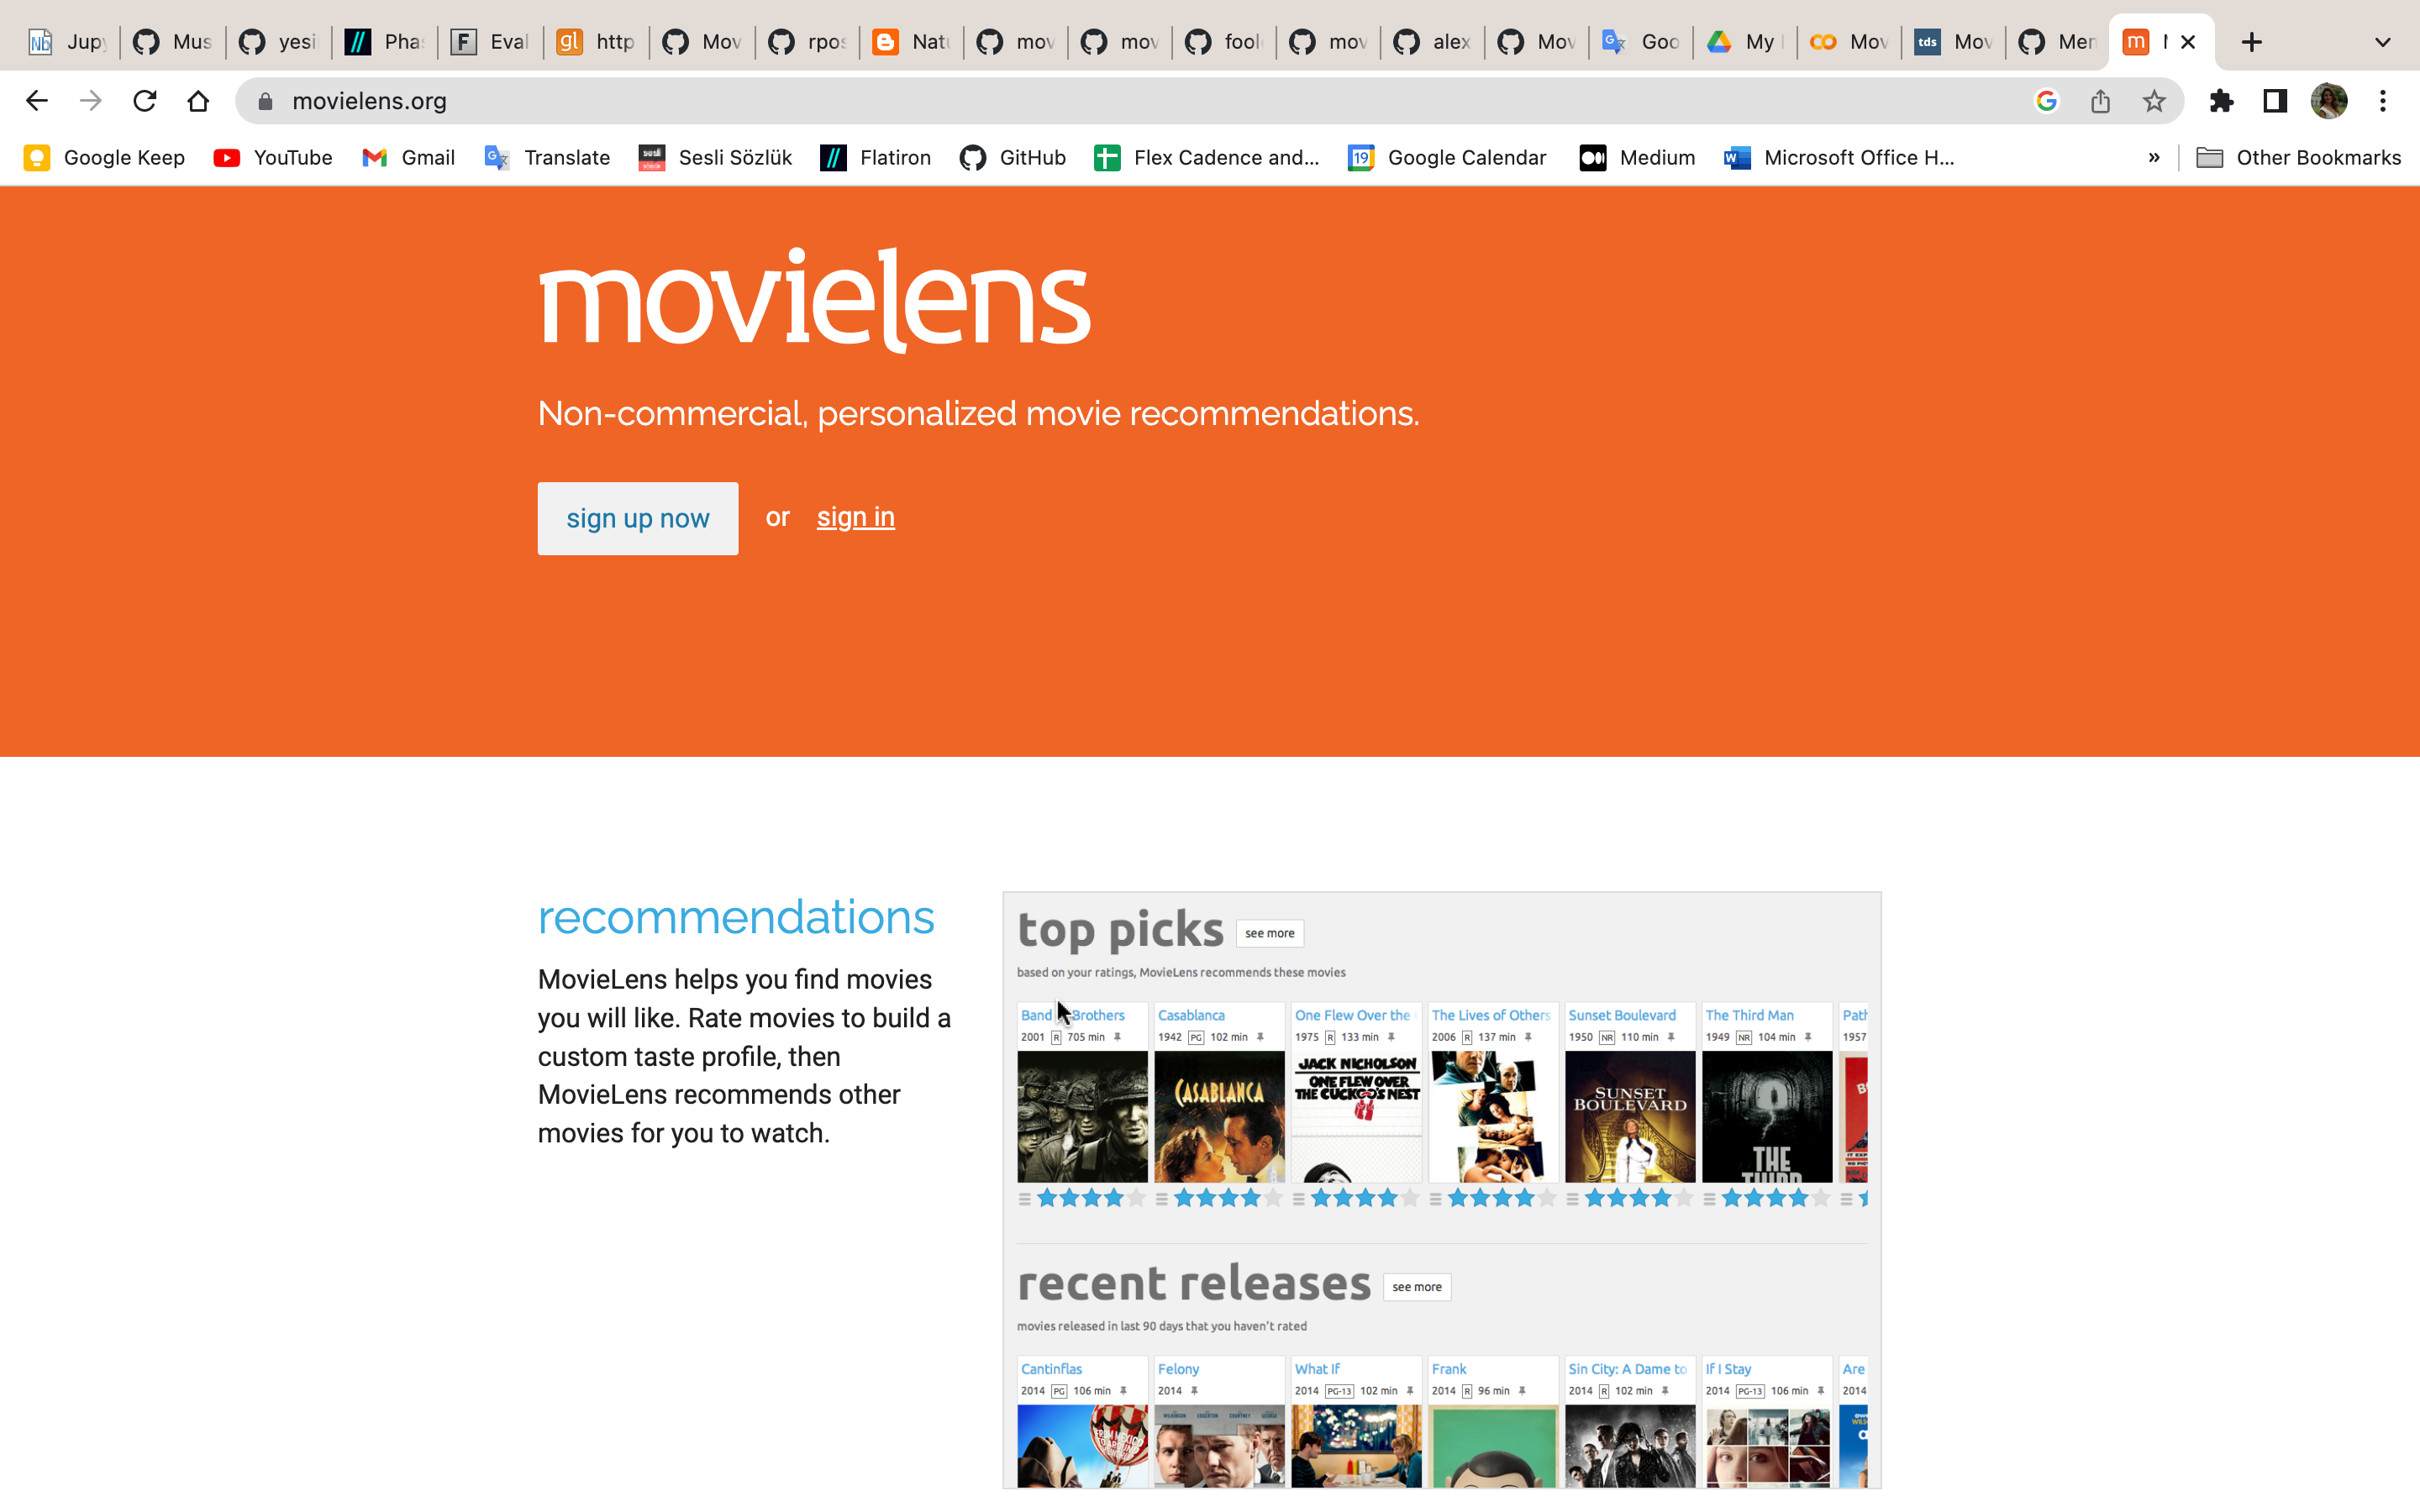 Jupy Mus yesi Pha Eval http Mov rpos Natu mov mov fool mov alex Mov Goo My Mov Mov Men
movielens.org
Google Keep YouTube Gmail Translate Sesli Sözlük Flatiron GitHub Flex Cadence and... 19 Google Calendar Medium Microsoft Office H... » Other Bookmarks
movielens
Non-commercial, personalized movie recommendations.
sign up now or sign in
recommendations
MovieLens helps you find movies
you will like. Rate movies to build a
custom taste profile, then
MovieLens recommends other
movies for you to watch.
top picks see more
based on your ratings, MovieLens recommends these movies
Band Brothers Casablanca One Flew Over the The Lives of Others Sunset Boulevard The Third Man Path
2001 R 705 min 1942 PG 102 min 1975 R 133 min 2006 R 137 min 1950 NR 110 min 1949 NR 104 min 1957
CASABLANCA
JACK NICHOLSON
ONE FLEW OVER
THE CUCKOO'S NEST
SUNSET
BOULEVARD
THE
THIRD
recent releases see more
movies released in last 90 days that you haven't rated
Cantinflas Felony What If Frank Sin City: A Dame to If I Stay Are
2014 PG 106 min 2014 2014 PG-13 102 min 2014 R 96 min 2014 R 102 min 2014 PG-13 106 min 2014
FROM MEXICO
WILKINSON EDGERTON COURTNEY GEORGE